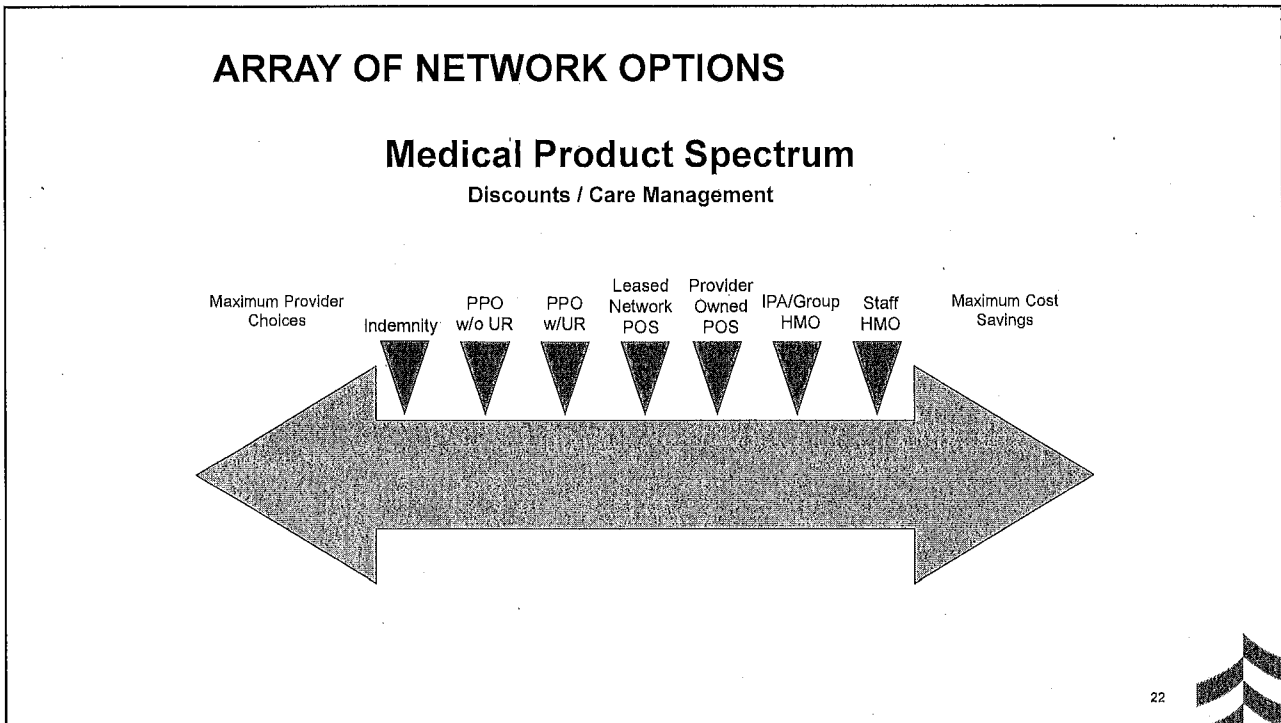 ARRAY OF NETWORK OPTIONS
Medical Product Spectrum
Discounts / Care Management
Maximum Provider
Choices
Indemnity
PPO
w/o UR
PPO
w/UR
Leased
Network
POS
Provider
Owned
POS
IPA/Group
HMO
Staff
HMO
Maximum Cost
Savings
22